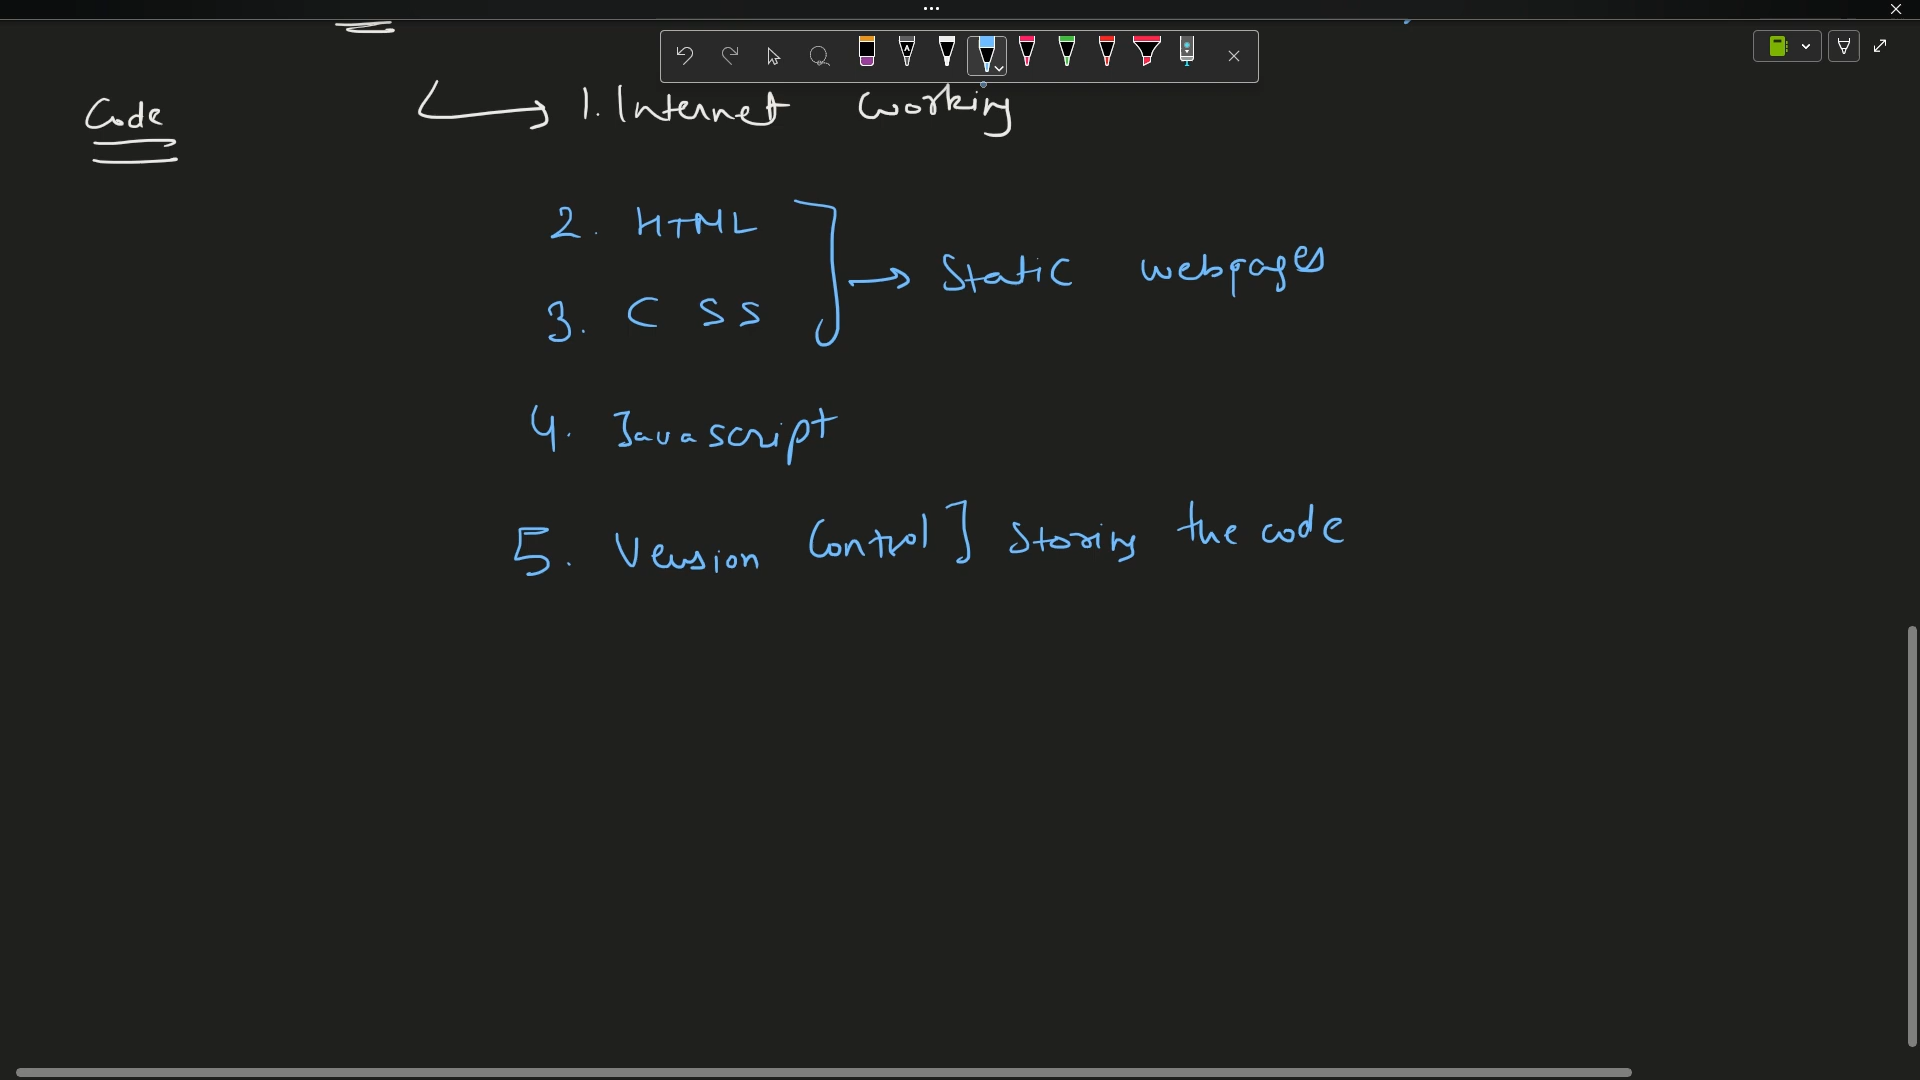 Code
1. Internet working
2. HTML
Static webpages
3. CSS
4. Javascript
5. Version Control ] Storing the code